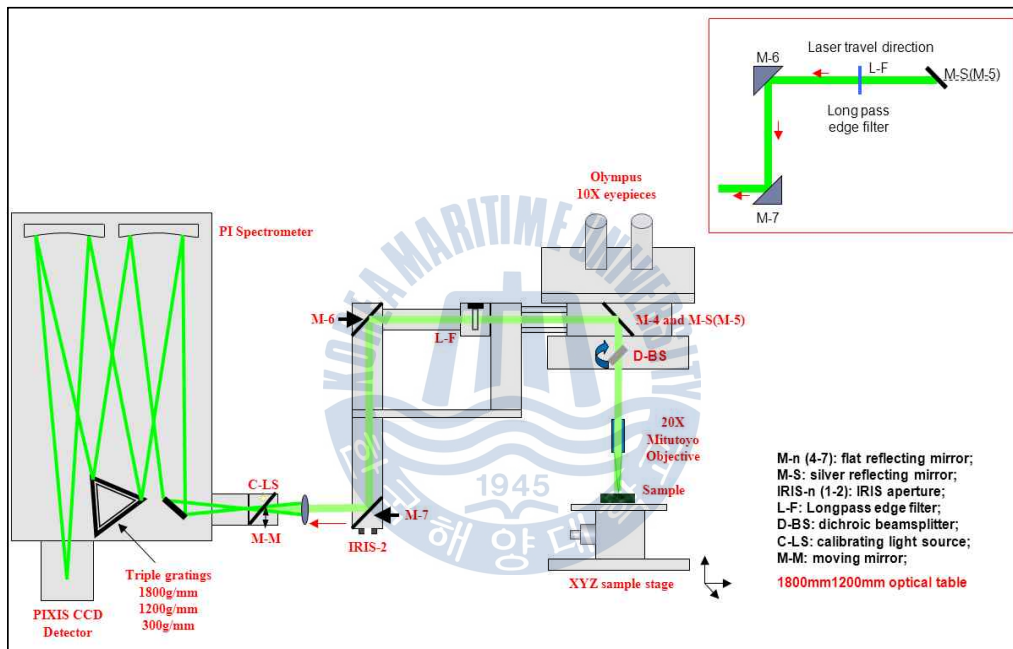 Laser travel direction
M-6
L-F
M-S(M-5)
Long pass
edge filter
M-7
Olympus
10X eyepieces
PI Spectrometer
KOREA MARITIME UNIVERSITY
M-6
L-F
M-4 and M-S(M-5)
D-BS
20X
Mitutoyo
Objective
Sample
1945
C-LS
M-M
M-7
IRIS-2
XYZ sample stage
Triple gratings
1800g/mm
1200g/mm
300g/mm
PIXIS CCD
Detector
M-n (4-7): flat reflecting mirror;
M-S: silver reflecting mirror;
IRIS-n (1-2): IRIS aperture;
L-F: Longpass edge filter;
D-BS: dichroic beamsplitter;
C-LS: calibrating light source;
M-M: moving mirror;
1800mm1200mm optical table